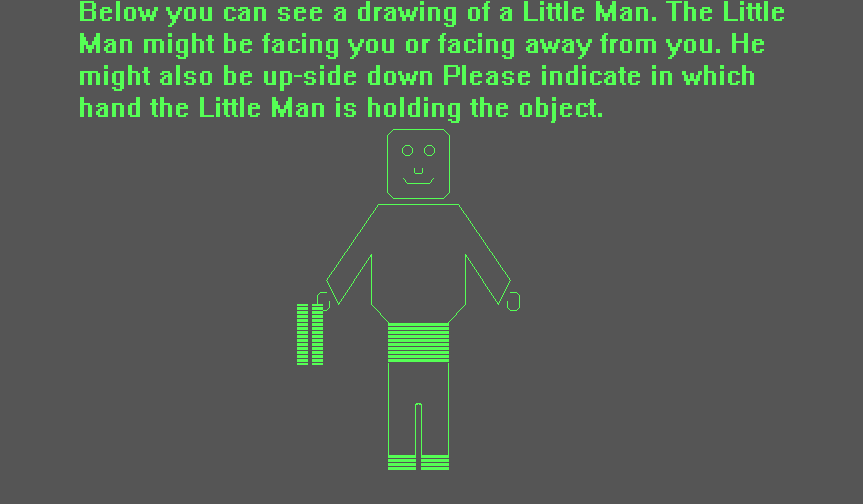 Below you can see a drawing of a Little Man. The Little
Man might be facing you or facing away from you. He
might also be up-side down Please indicate in which
hand the Little Man is holding the object.